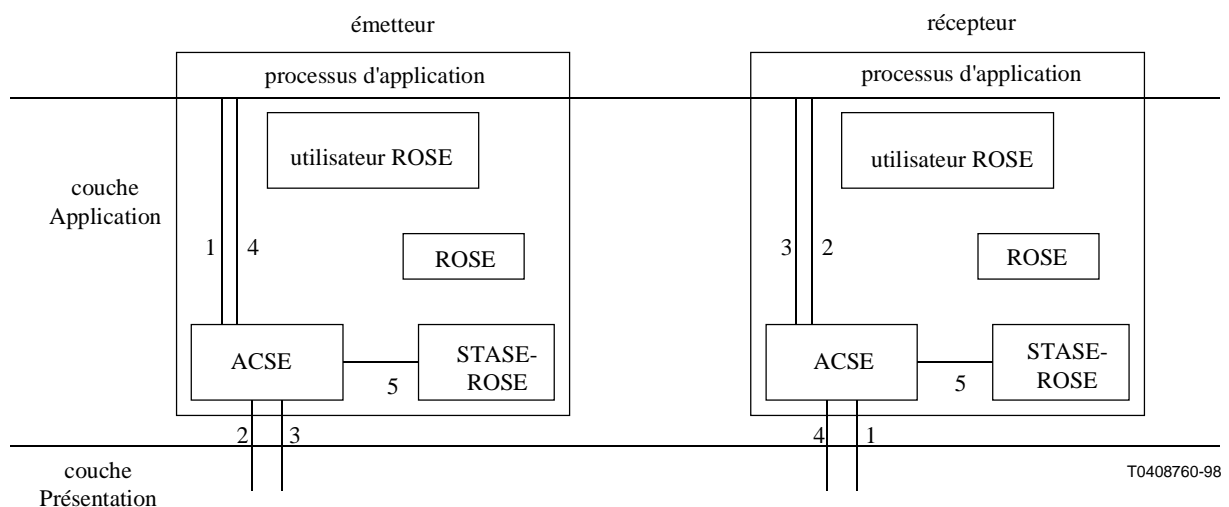 émetteur
récepteur
processus d'application
processus d'application
utilisateur ROSE
utilisateur ROSE
couche
Application
1
4
3
2
ROSE
ROSE
ACSE
STASE-
ROSE
ACSE
STASE-
ROSE
5
5
2
3
4
1
couche
Présentation
T0408760-98